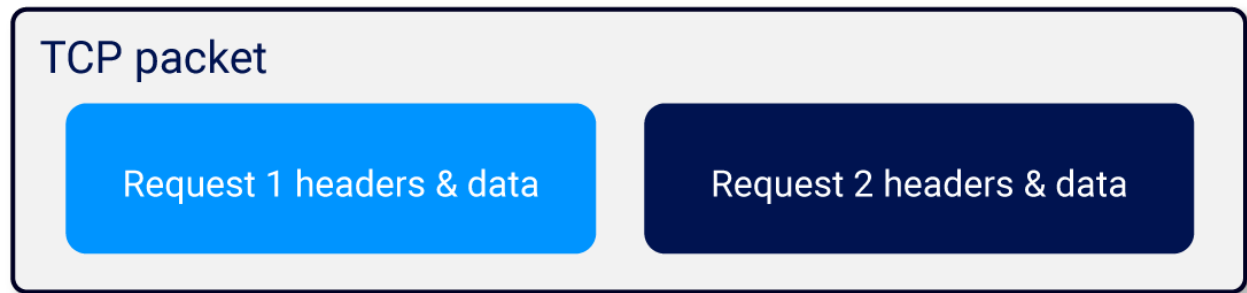 TCP packet
Request 1 headers & data
Request 2 headers & data